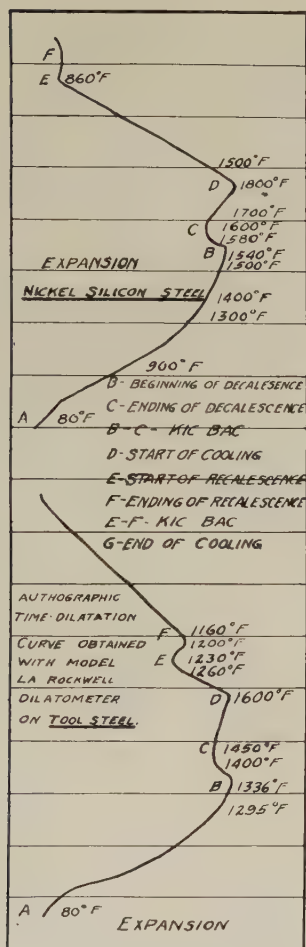 F
E 860°F
1500°F
D 1800°F
1700°F
C 1600°F
1580°F
B 1540°F
1500°F
EXPANSION
NICKEL SILICON STEEL
1400°F
1300°F
900°F
B - BEGINNING OF DECALESENCE
A 80°F
C - ENDING OF DECALESCENCE
B - C - KIC BAC
D - START OF COOLING
E - START OF RECALESCENCE
F - ENDING OF RECALESCENCE
E - F - KIC BAC
G - END OF COOLING
AUTHOGRAPHIC
TIME-DILATATION
F 1160°F
CURVE OBTAINED 1200°F
WITH MODEL E 1230°F
LA ROCKWELL 1260°F
DILATOMETER D 1600°F
ON TOOL STEEL.
C 1450°F
1400°F
B 1336°F
1295°F
A 80°F
EXPANSION